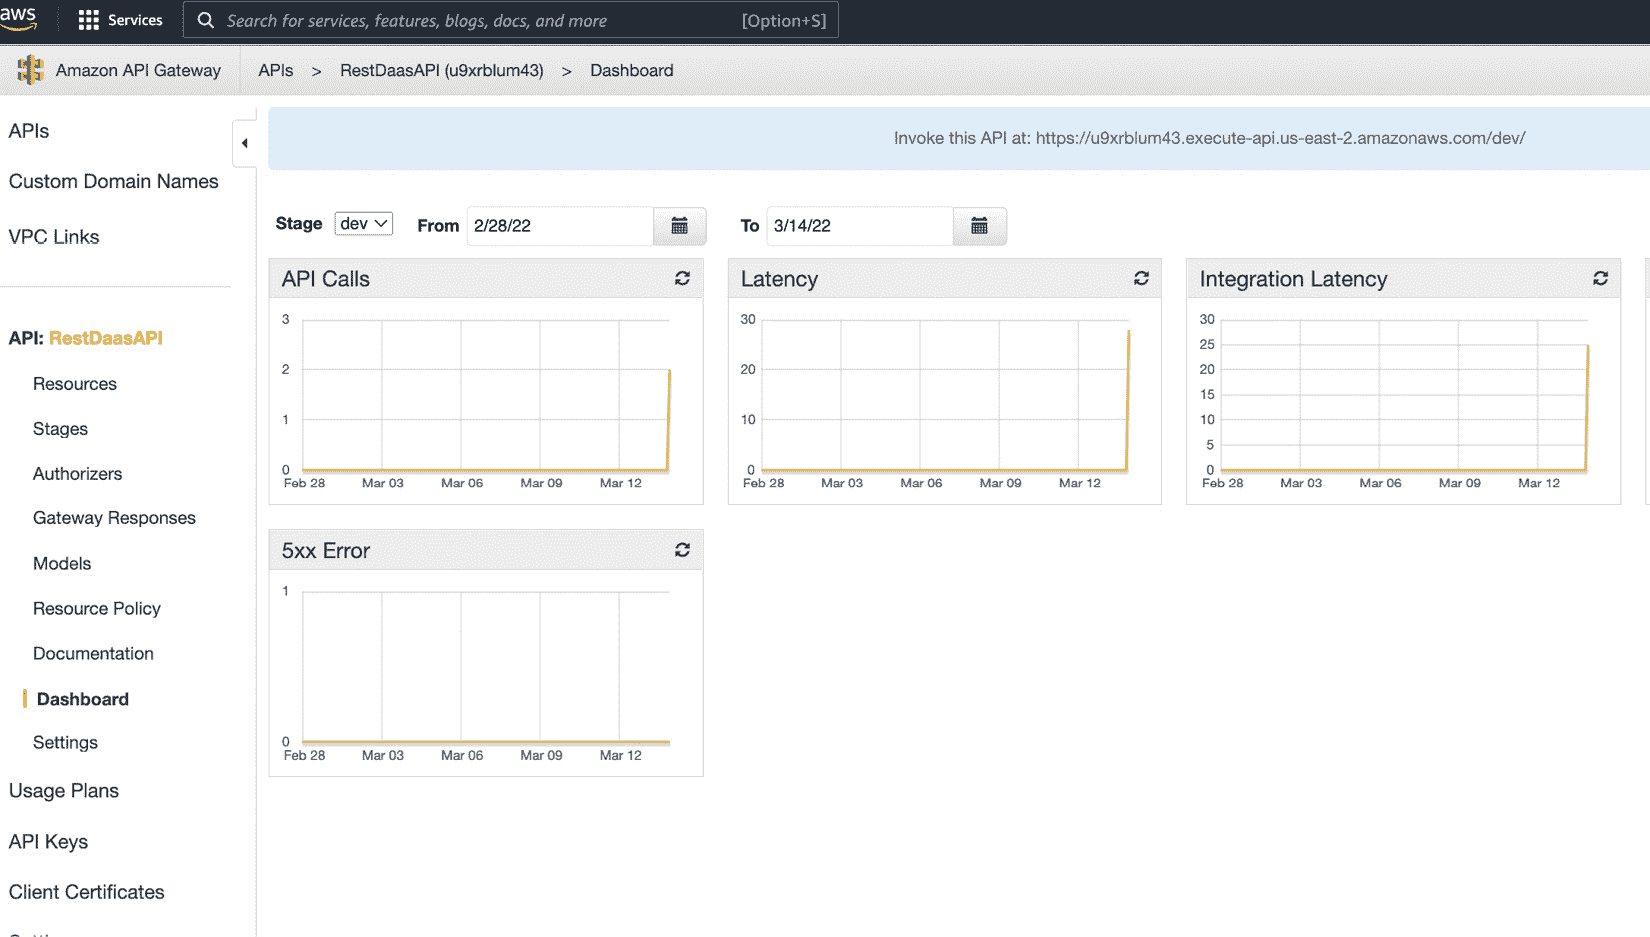 aws Services Search for services, features, blogs, docs, and more [Option+S]
Amazon API Gateway APIs > RestDaasAPI (u9xrblum43) > Dashboard
APIs
Custom Domain Names
VPC Links
API: RestDaasAPI
Resources
Stages
Authorizers
Gateway Responses
Models
Resource Policy
Documentation
Dashboard
Settings
Usage Plans
API Keys
Client Certificates
Invoke this API at: https://u9xrblum43.execute-api.us-east-2.amazonaws.com/dev/
Stage dev From 2/28/22 To 3/14/22
API Calls
3
2
1
0
Feb 28 Mar 03 Mar 06 Mar 09 Mar 12
Latency
30
20
10
0
Feb 28 Mar 03 Mar 06 Mar 09 Mar 12
Integration Latency
30
25
20
15
10
5
0
Feb 28 Mar 03 Mar 06 Mar 09 Mar 12
5xx Error
1
0
Feb 28 Mar 03 Mar 06 Mar 09 Mar 12